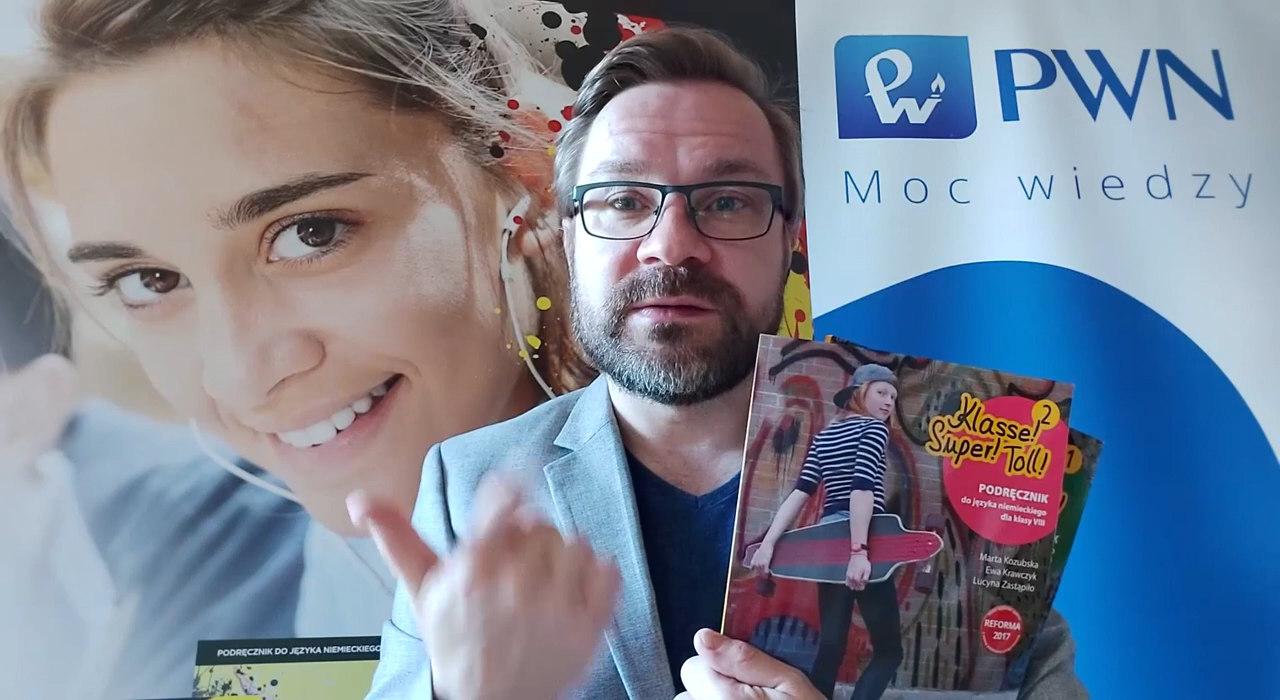 PWN
Moc wiedzy
Klasse! 2
Super! Toll!
PODRĘCZNIK
do języka niemieckiego
dla klasy VIII
Marta Kozubska
Ewa Krawczyk
Lucyna Zastąpiło
REFORMA
2017
1
PODRĘCZNIK DO JĘZYKA NIEMIECKIEGO